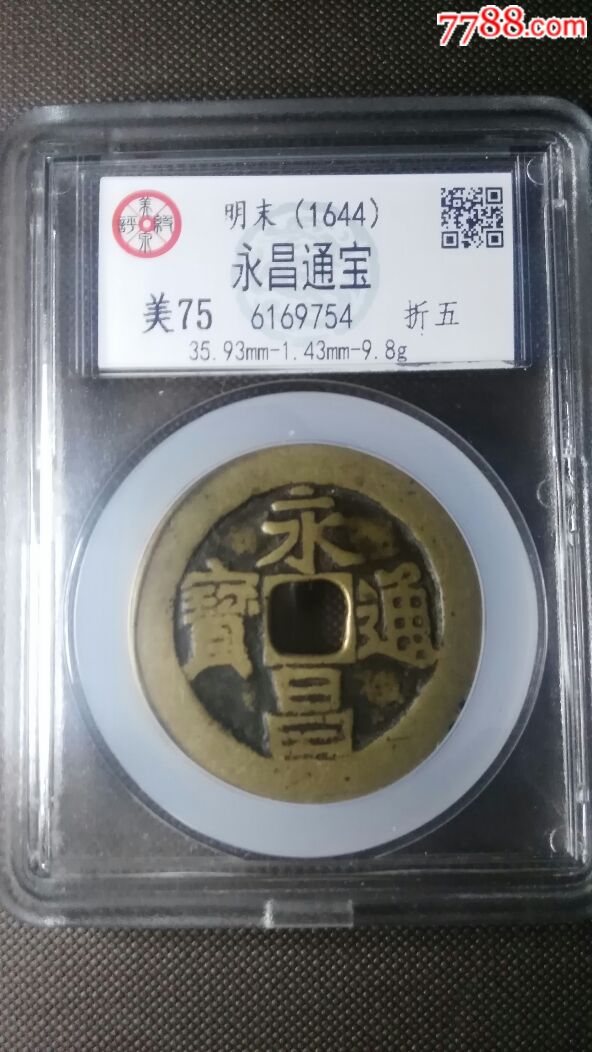 7788.com
明末（1644）
永昌通宝
美75 6169754 折五
35.93mm-1.43mm-9.8g
永
寶 通
昌